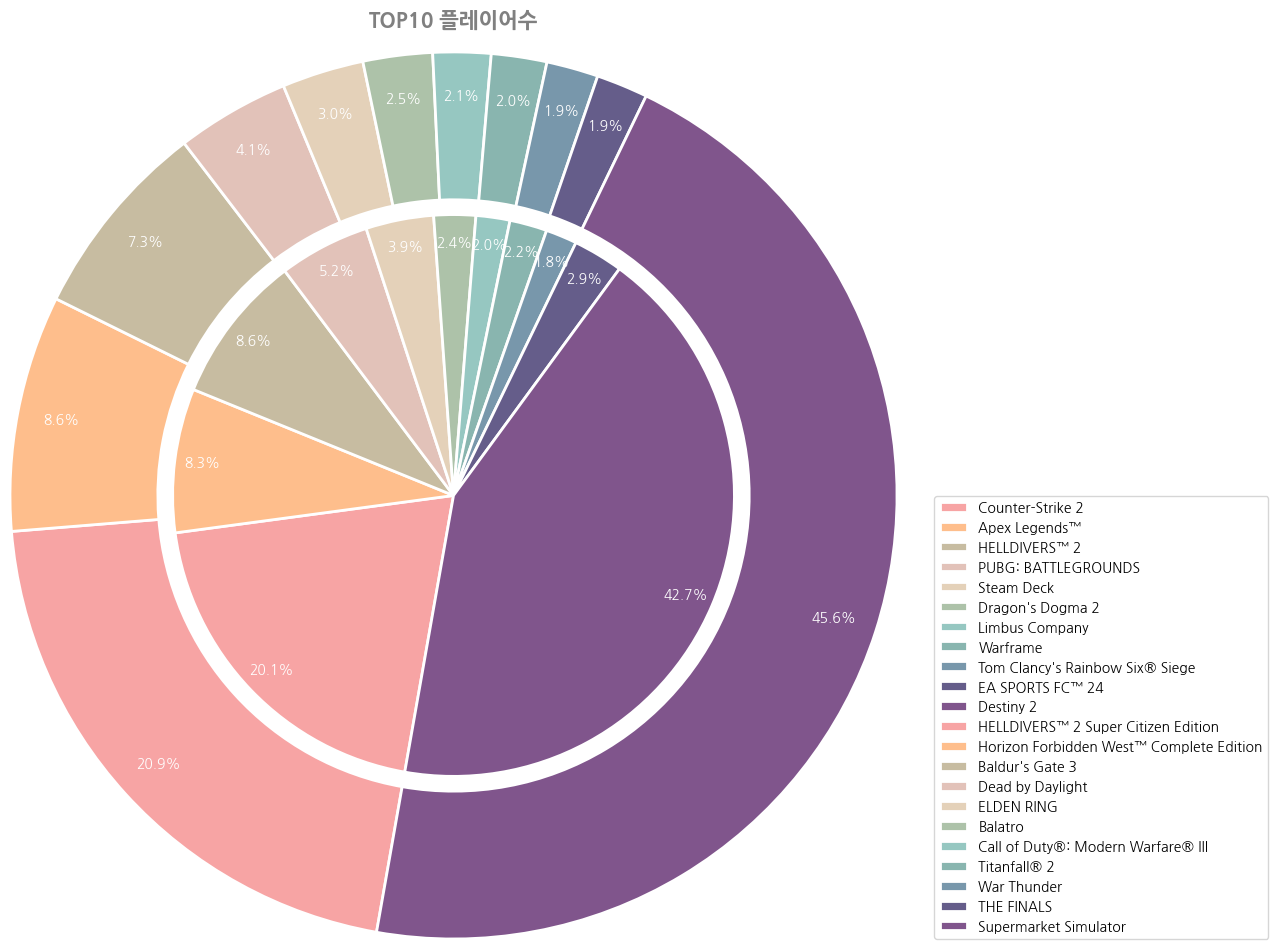 TOP10 플레이어수
2.5%
2.1%
2.0%
1.9%
1.9%
3.0%
4.1%
7.3%
8.6%
20.9%
45.6%
2.4%
2.0%
2.2%
1.8%
2.9%
3.9%
5.2%
8.6%
8.3%
20.1%
42.7%
Counter-Strike 2
Apex Legends™
HELLDIVERS™ 2
PUBG: BATTLEGROUNDS
Steam Deck
Dragon's Dogma 2
Limbus Company
Warframe
Tom Clancy's Rainbow Six® Siege
EA SPORTS FC™ 24
Destiny 2
HELLDIVERS™ 2 Super Citizen Edition
Horizon Forbidden West™ Complete Edition
Baldur's Gate 3
Dead by Daylight
ELDEN RING
Balatro
Call of Duty®: Modern Warfare® III
Titanfall® 2
War Thunder
THE FINALS
Supermarket Simulator